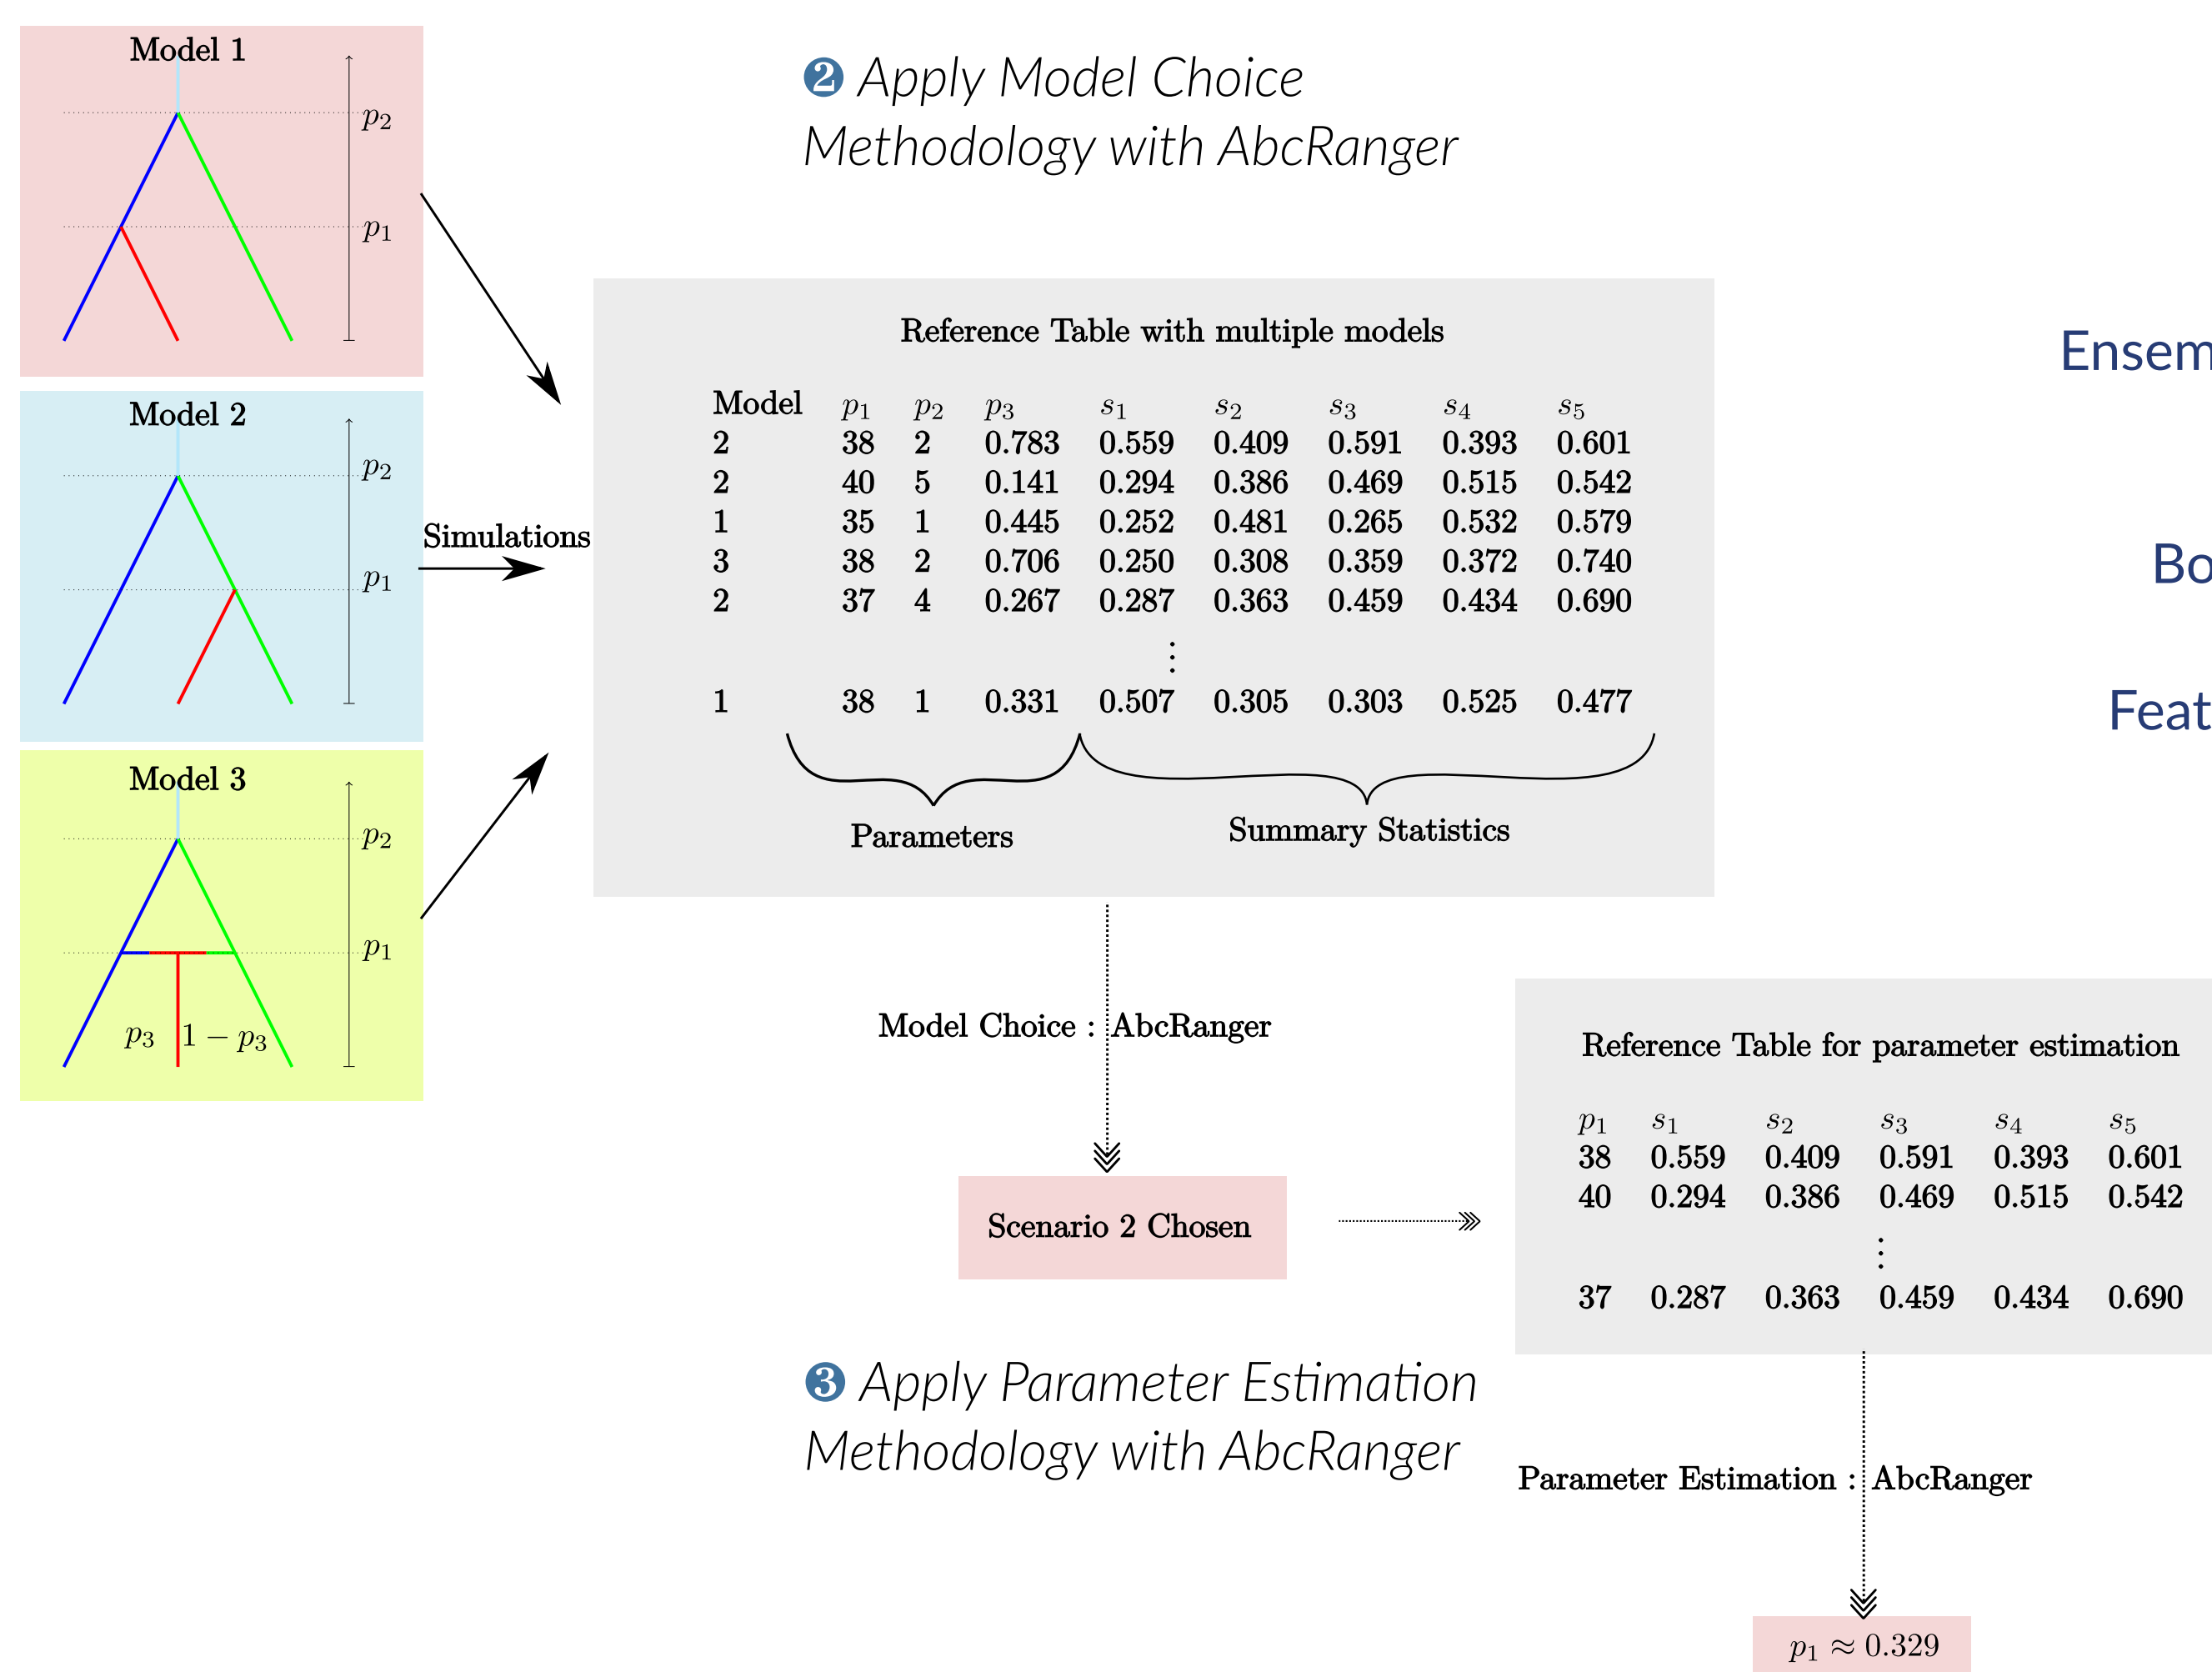 Model 1
p2
p1
Model 2
p2
p1
Model 3
p2
p1
p3 1 − p3
Simulations
❷ Apply Model Choice
Methodology with AbcRanger
Reference Table with multiple models
Model p1 p2 p3 s1 s2 s3 s4 s5
2 38 2 0.783 0.559 0.409 0.591 0.393 0.601
2 40 5 0.141 0.294 0.386 0.469 0.515 0.542
1 35 1 0.445 0.252 0.481 0.265 0.532 0.579
3 38 2 0.706 0.250 0.308 0.359 0.372 0.740
2 37 4 0.267 0.287 0.363 0.459 0.434 0.690
⋮
1 38 1 0.331 0.507 0.305 0.303 0.525 0.477
Parameters
Summary Statistics
Model Choice : AbcRanger
Scenario 2 Chosen
Reference Table for parameter estimation
p1 s1 s2 s3 s4 s5
38 0.559 0.409 0.591 0.393 0.601
40 0.294 0.386 0.469 0.515 0.542
⋮
37 0.287 0.363 0.459 0.434 0.690
❸ Apply Parameter Estimation
Methodology with AbcRanger
Parameter Estimation : AbcRanger
p1 ≈ 0.329